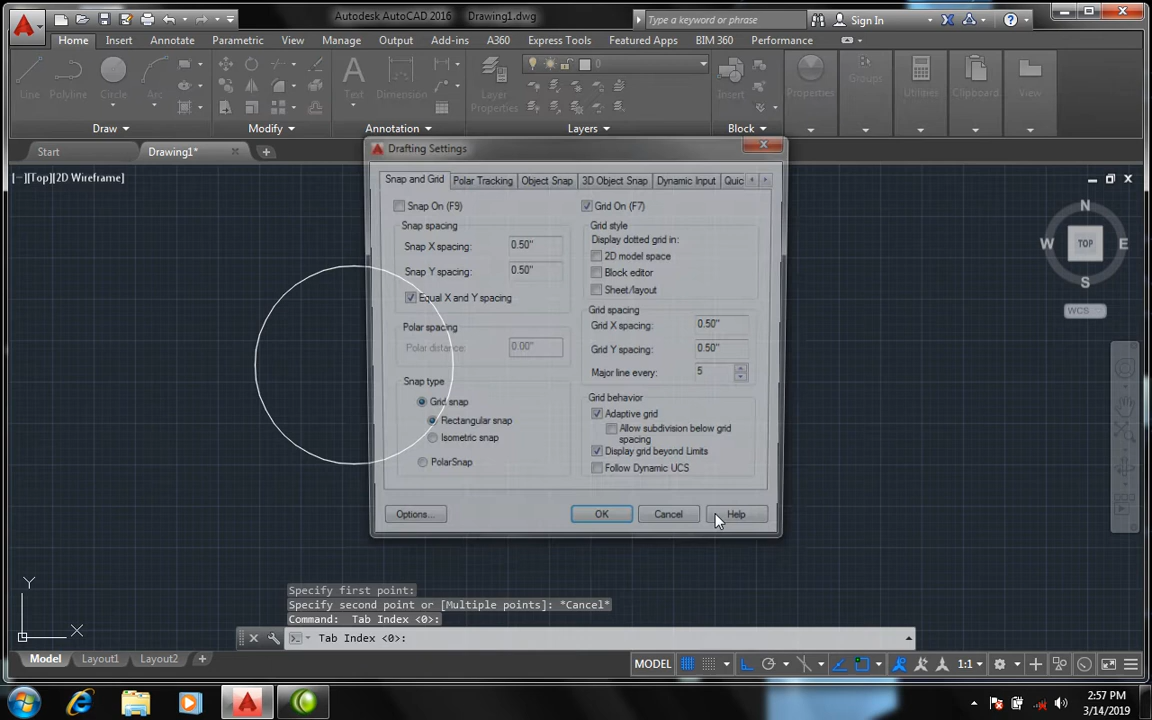 Autodesk AutoCAD 2016 Drawing1.dwg
Type a keyword or phrase
Sign In
Home Insert Annotate Parametric View Manage Output Add-ins A360 Express Tools Featured Apps BIM 360 Performance
Line Polyline Circle Arc
Text Dimension
Layer
Properties
0
Insert
Properties
Groups
Utilities
Clipboard
View
Draw Modify Annotation Layers Block
Start Drawing1*
[−][Top][2D Wireframe]
Drafting Settings
Snap and Grid Polar Tracking Object Snap 3D Object Snap Dynamic Input Quic
Snap On (F9)
Snap spacing
Snap X spacing: 0.50"
Snap Y spacing: 0.50"
Equal X and Y spacing
Polar spacing
Polar distance: 0.00"
Snap type
Grid snap
Rectangular snap
Isometric snap
PolarSnap
Grid On (F7)
Grid style
Display dotted grid in:
2D model space
Block editor
Sheet/layout
Grid spacing
Grid X spacing: 0.50"
Grid Y spacing: 0.50"
Major line every: 5
Grid behavior
Adaptive grid
Allow subdivision below grid
spacing
Display grid beyond Limits
Follow Dynamic UCS
Options... OK Cancel Help
N
W TOP E
S
WCS
Y
X
Specify first point:
Specify second point or [Multiple points]: *Cancel*
Command: Tab Index <0>:
Tab Index <0>:
Model Layout1 Layout2
MODEL
1:1
2:57 PM
3/14/2019